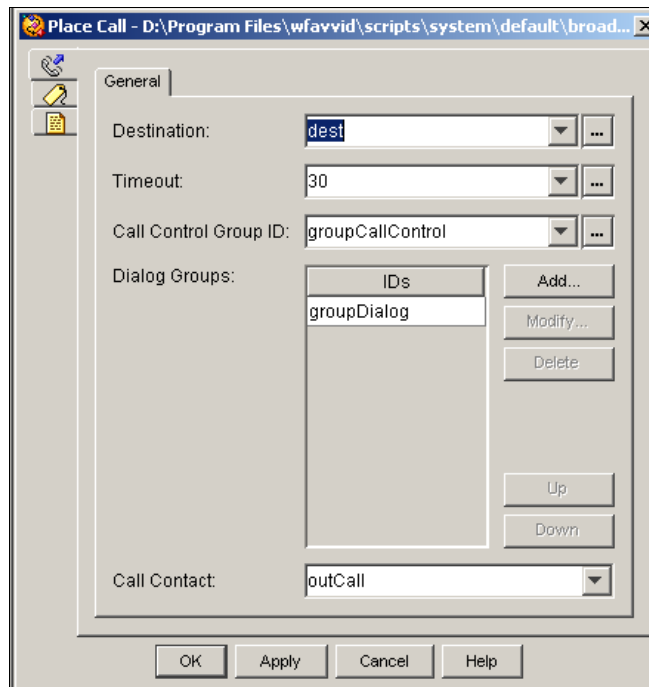 Place Call - D:\Program Files\wfavvid\scripts\system\default\broad...
General
Destination: dest ...
Timeout: 30 ...
Call Control Group ID: groupCallControl ...
Dialog Groups: IDs Add...
groupDialog
Modify...
Delete
Up
Down
Call Contact: outCall
OK Apply Cancel Help